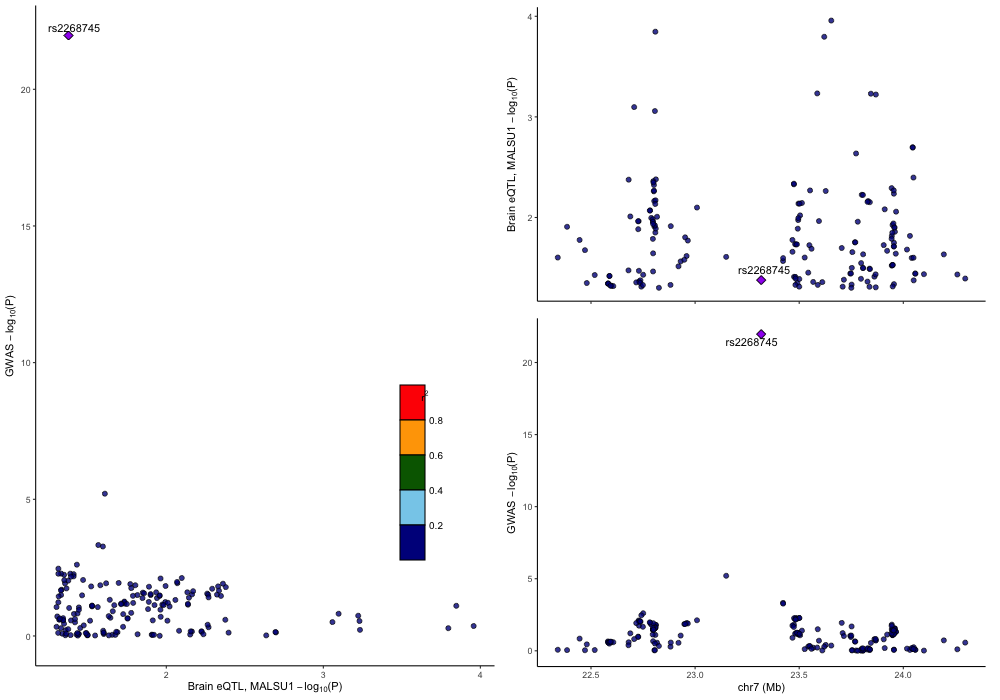 rs2268745
20
15
10
5
0
GWAS − log10(P)
2
3
4
Brain eQTL, MALSU1 − log10(P)
r2
0.8
0.6
0.4
0.2
4
3
2
Brain eQTL, MALSU1 − log10(P)
rs2268745
rs2268745
20
15
10
5
0
GWAS − log10(P)
22.5
23.0
23.5
24.0
chr7 (Mb)